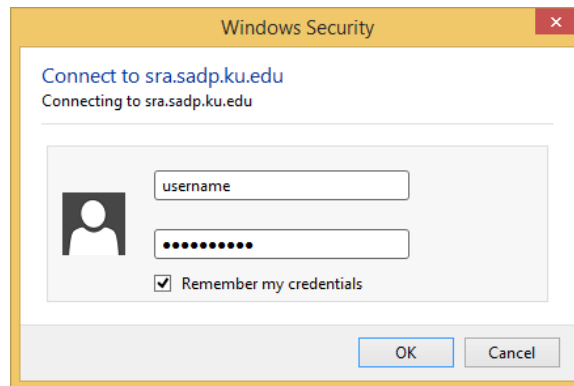 Windows Security
Connect to sra.sadp.ku.edu
Connecting to sra.sadp.ku.edu
username
••••••••••
Remember my credentials
OK Cancel